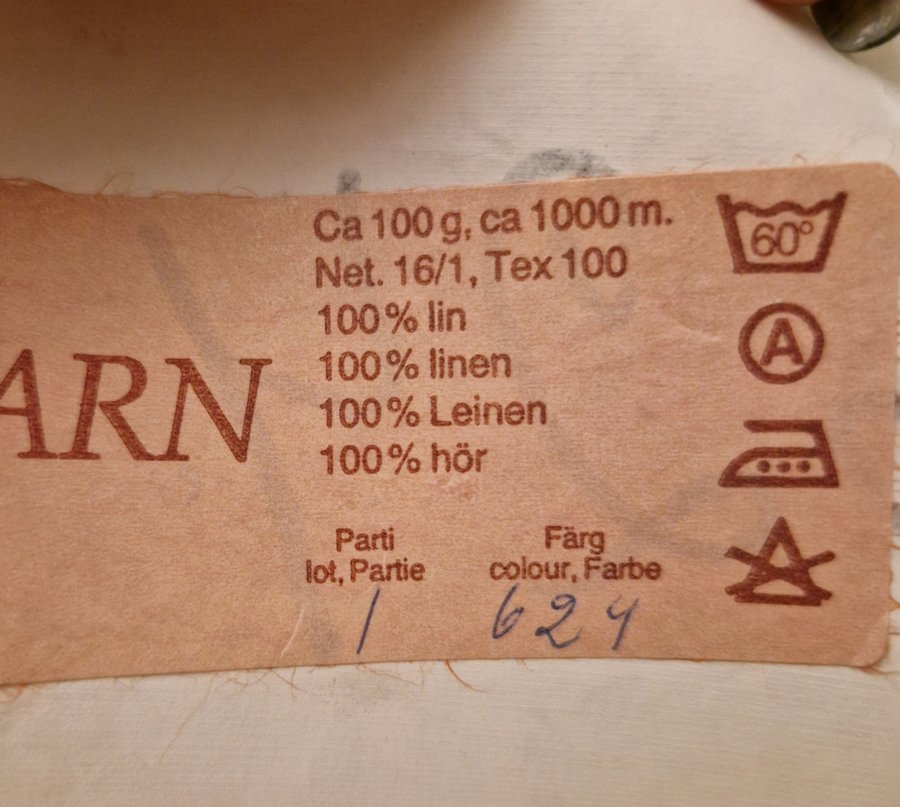 ARN
Ca 100 g, ca 1000 m.
Net. 16/1, Tex 100
100 % lin
100 % linen
100 % Leinen
100 % hör
Parti
lot, Partie
1
Färg
colour, Farbe
624
60°
A